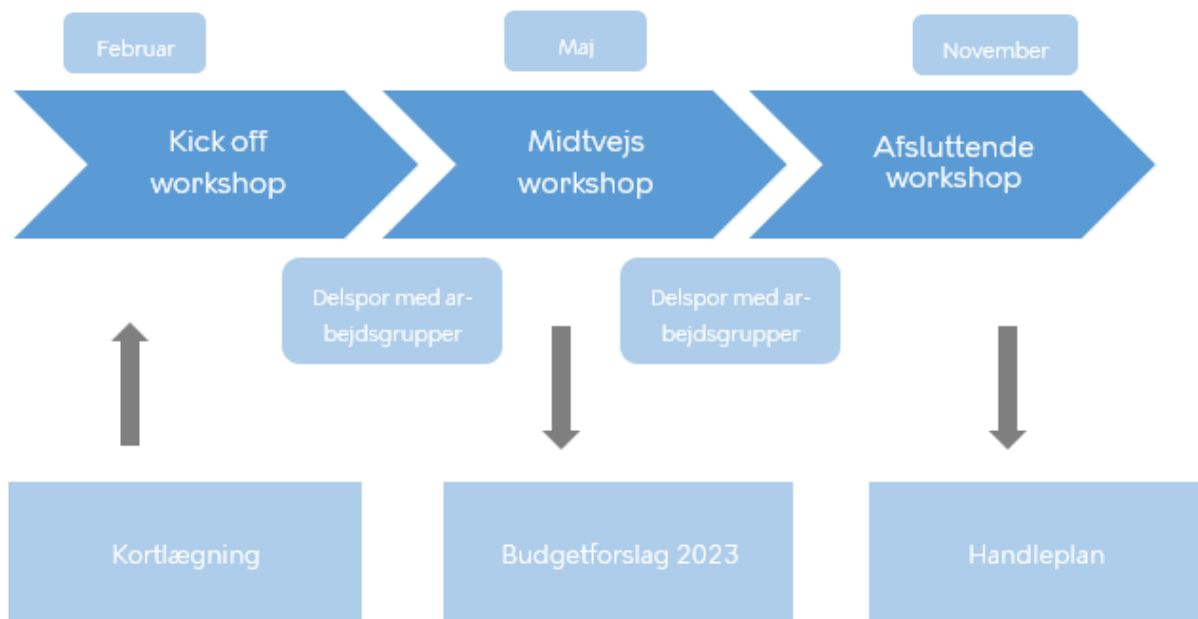 Februar
Maj
November
Kick off
workshop
Midtvejs
workshop
Afsluttende
workshop
Delspor med ar-
bejdsgrupper
Delspor med ar-
bejdsgrupper
Kortlægning
Budgetforslag 2023
Handleplan